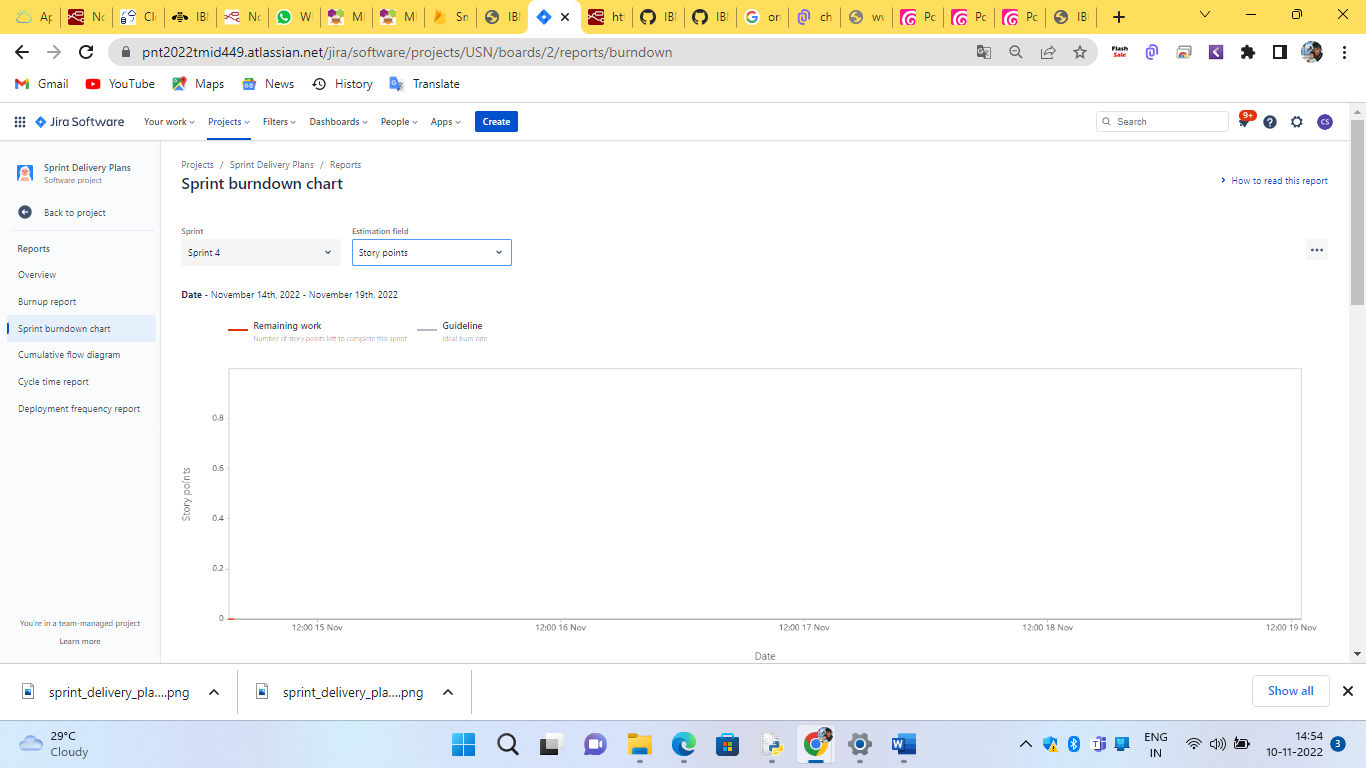 Ap
No
Clo
IBI
No
W
MI
MI
Sn
IBI
htt
IBI
IBI
on
ch
wv
Pc
Pc
Pc
IBI
pnt2022tmid449.atlassian.net/jira/software/projects/USN/boards/2/reports/burndown
Flash Sale
Gmail YouTube Maps News History Translate
Jira Software Your work Projects Filters Dashboards People Apps Create Search 9+ CS
Sprint Delivery Plans
Software project
Back to project
Reports
Overview
Burnup report
Sprint burndown chart
Cumulative flow diagram
Cycle time report
Deployment frequency report
You're in a team-managed project
Learn more
Projects / Sprint Delivery Plans / Reports
Sprint burndown chart
How to read this report
Sprint Estimation field
Sprint 4 Story points
Date - November 14th, 2022 - November 19th, 2022
Remaining work Guideline
Number of story points left to complete this sprint Ideal burn rate
Story points
0.8
0.6
0.4
0.2
0
12:00 15 Nov 12:00 16 Nov 12:00 17 Nov 12:00 18 Nov 12:00 19 Nov
Date
sprint_delivery_pla....png sprint_delivery_pla....png Show all
29°C
Cloudy
ENG
IN
14:54
10-11-2022
3